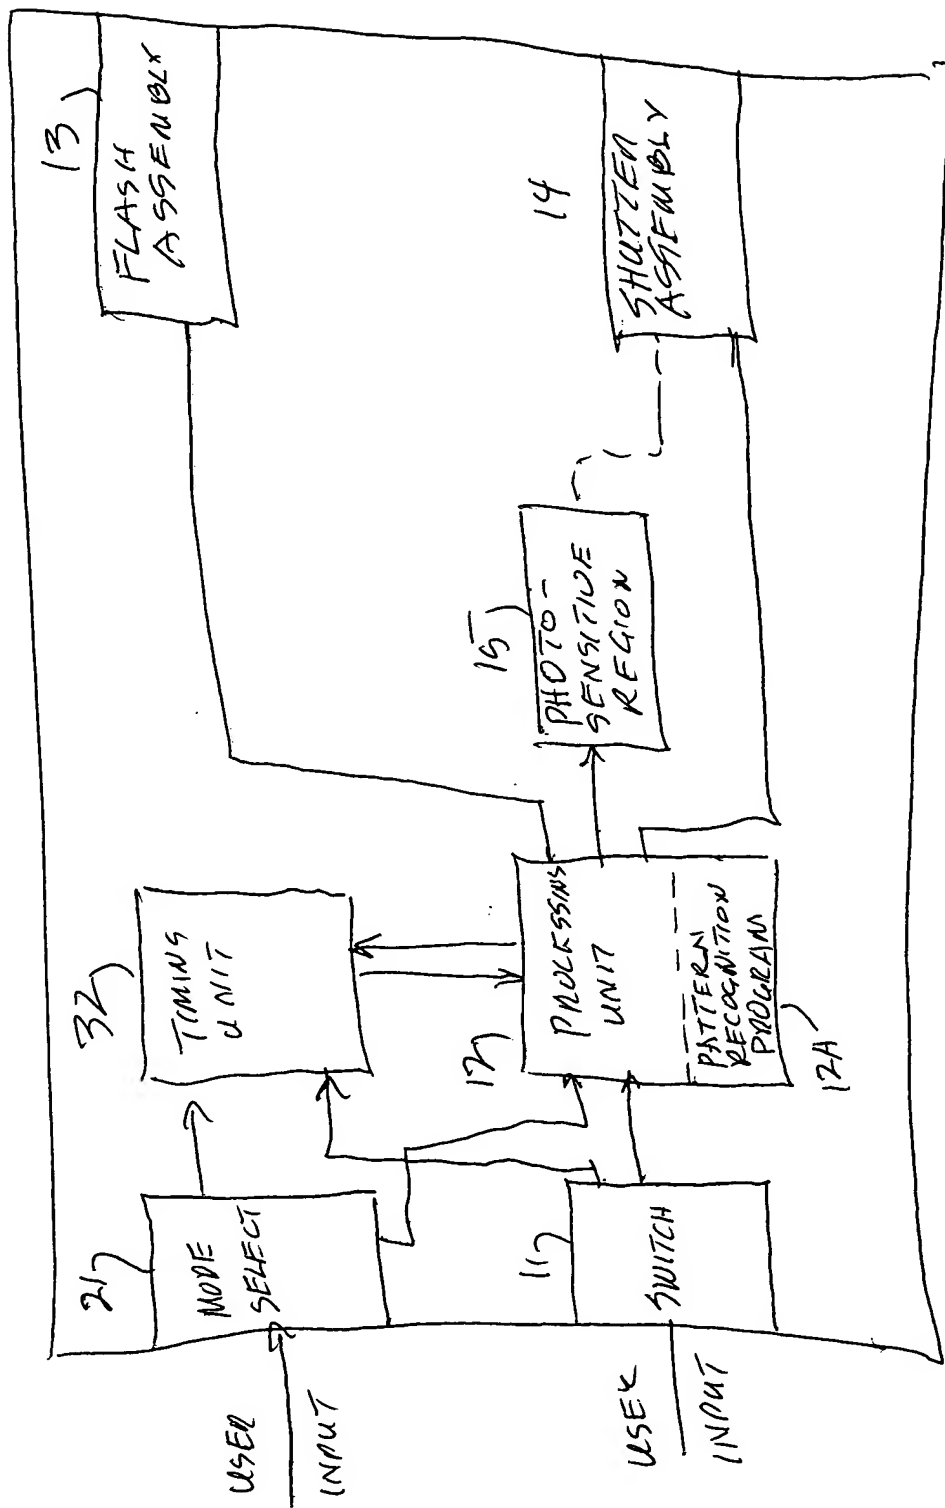 21
MODE
SELECT
USER
INPUT
32
TIMING
UNIT
13
FLASH
ASSEMBLY
11
SWITCH
USER
INPUT
12
PROCESSING
UNIT
PATTERN
RECOGNITION
PROGRAM
12A
15
PHOTO-
SENSITIVE
REGION
14
SHUTTER
ASSEMBLY